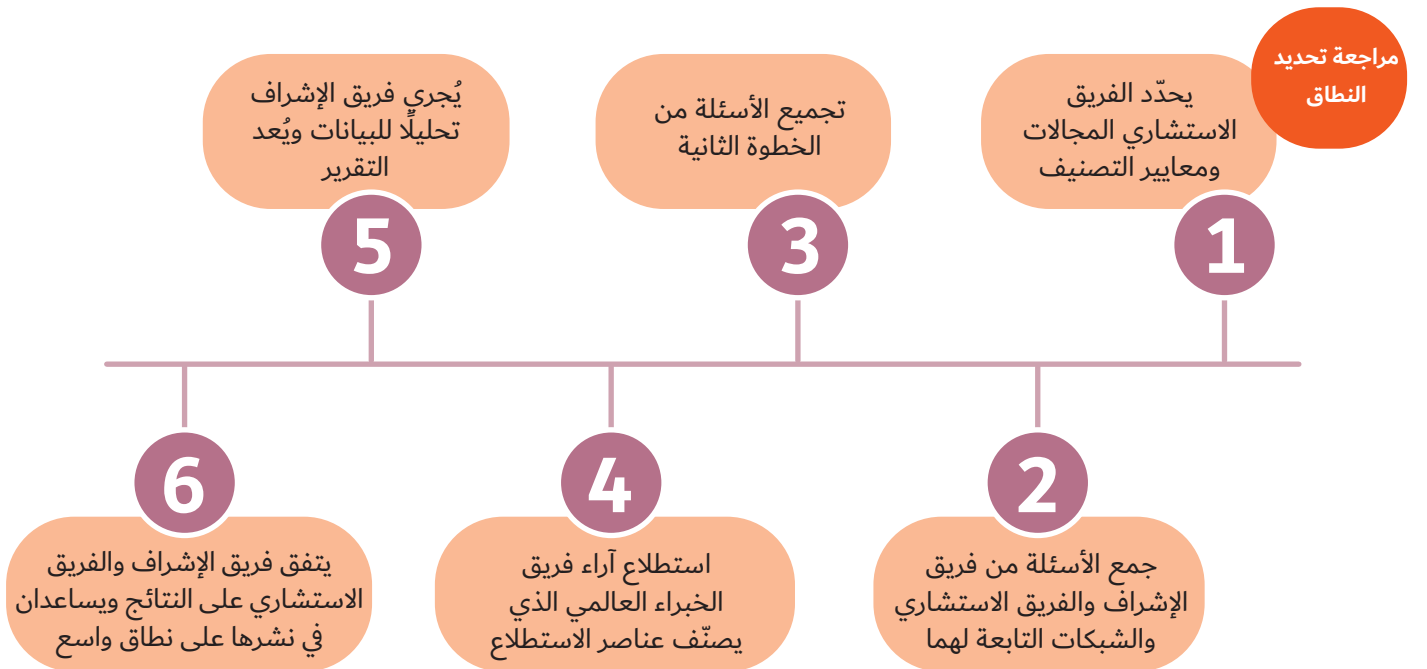 مراجعة تحديد
النطاق
يحدّد الفريق
الاستشاري المجالات
ومعايير التصنيف
1
جمع الأسئلة من فريق
الإشراف والفريق الاستشاري
والشبكات التابعة لهما
2
تجميع الأسئلة من
الخطوة الثانية
3
استطلاع آراء فريق
الخبراء العالمي الذي
يصنّف عناصر الاستطلاع
4
يُجري فريق الإشراف
تحليلًا للبيانات ويُعد
التقرير
5
يتفق فريق الإشراف والفريق
الاستشاري على النتائج ويساعدان
في نشرها على نطاق واسع
6